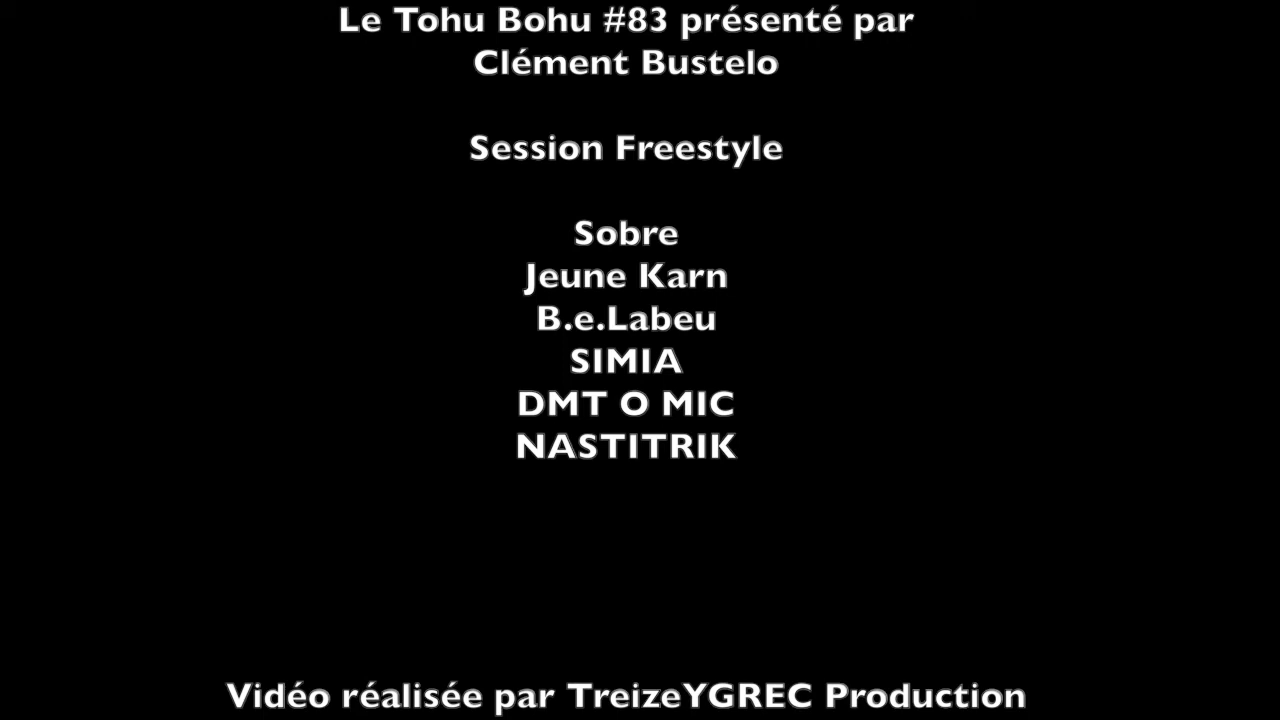 Le Tohu Bohu #83 présenté par
Clément Bustelo
Session Freestyle
Sobre
Jeune Karn
B.e.Labeu
SIMIA
DMT O MIC
NASTITRIK
Vidéo réalisée par TreizeYGREC Production